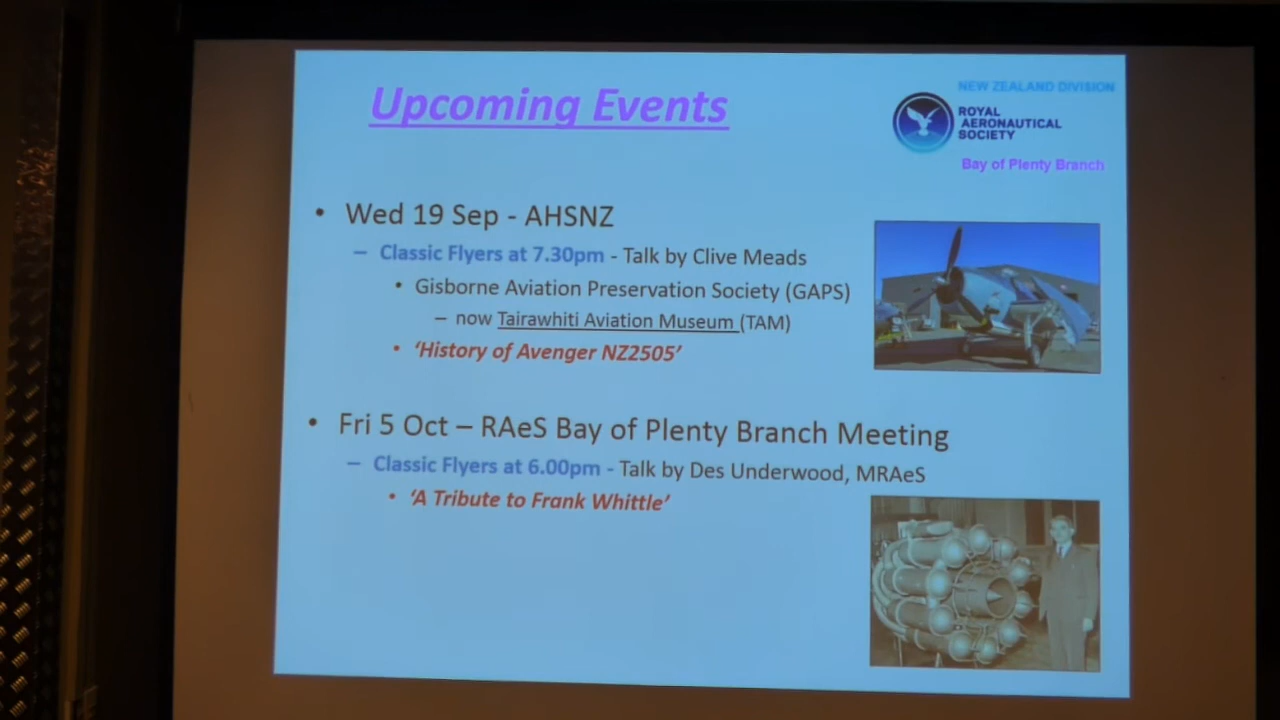 Upcoming Events
NEW ZEALAND DIVISION
ROYAL
AERONAUTICAL
SOCIETY
Bay of Plenty Branch
• Wed 19 Sep - AHSNZ
– Classic Flyers at 7.30pm - Talk by Clive Meads
• Gisborne Aviation Preservation Society (GAPS)
– now Tairawhiti Aviation Museum (TAM)
• ‘History of Avenger NZ2505’
• Fri 5 Oct – RAeS Bay of Plenty Branch Meeting
– Classic Flyers at 6.00pm - Talk by Des Underwood, MRAeS
• ‘A Tribute to Frank Whittle’